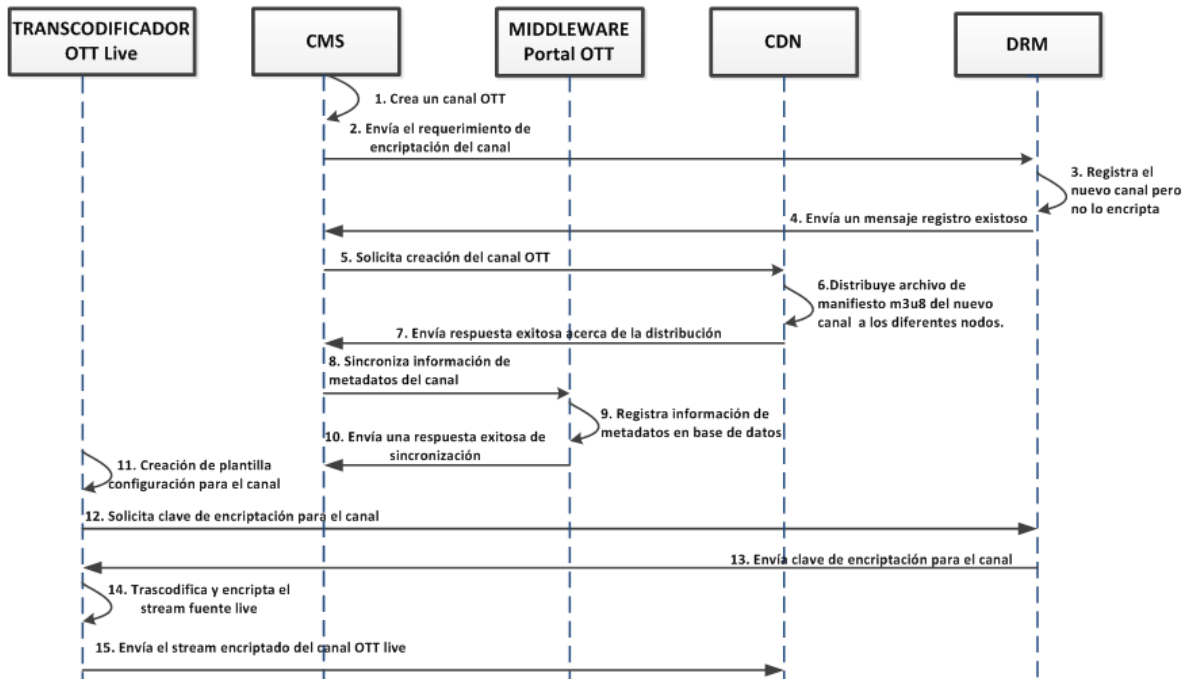 TRANSCODIFICADOR
OTT Live
CMS
MIDDLEWARE
Portal OTT
CDN
DRM
1. Crea un canal OTT
2. Envía el requerimiento de
encriptación del canal
3. Registra el
nuevo canal pero
no lo encripta
4. Envía un mensaje registro existoso
5. Solicita creación del canal OTT
6.Distribuye archivo de
manifiesto m3u8 del nuevo
canal a los diferentes nodos.
7. Envía respuesta exitosa acerca de la distribución
8. Sincroniza información de
metadatos del canal
9. Registra información de
metadatos en base de datos
10. Envía una respuesta exitosa de
sincronización
11. Creación de plantilla
configuración para el canal
12. Solicita clave de encriptación para el canal
13. Envía clave de encriptación para el canal
14. Trascodifica y encripta el
stream fuente live
15. Envía el stream encriptado del canal OTT live